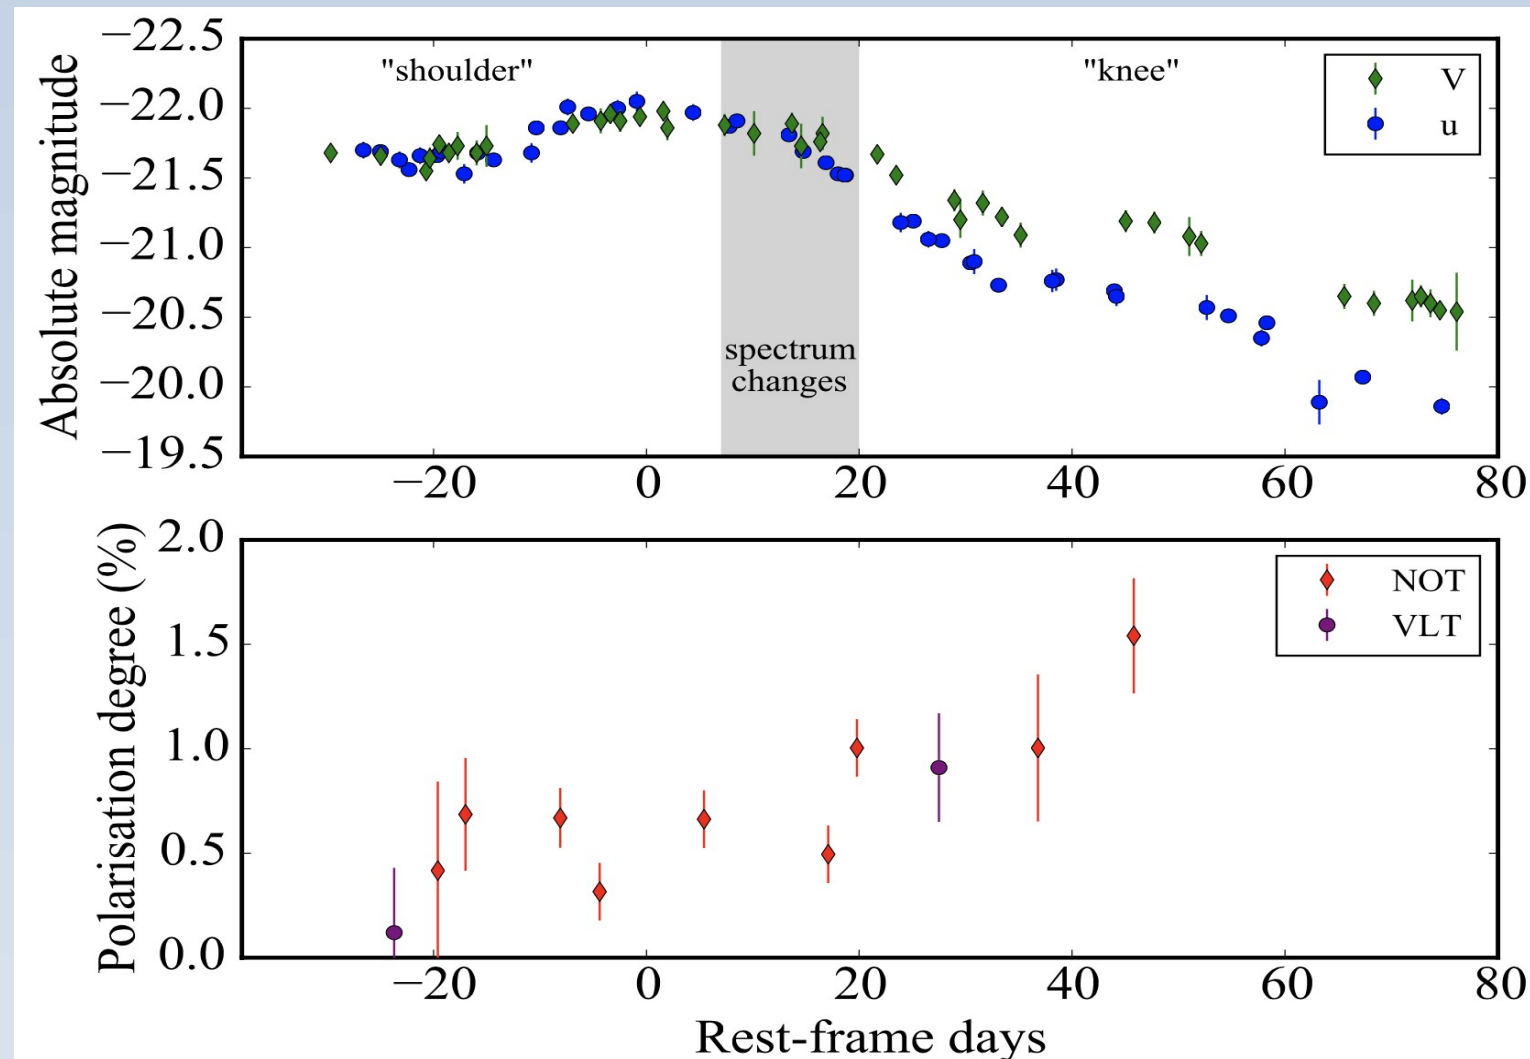 Absolute magnitude
−22.5
−22.0
−21.5
−21.0
−20.5
−20.0
−19.5
"shoulder"
"knee"
V
u
spectrum
changes
−20 0 20 40 60 80
Polarisation degree (%)
2.0
1.5
1.0
0.5
0.0
NOT
VLT
−20 0 20 40 60 80
Rest-frame days